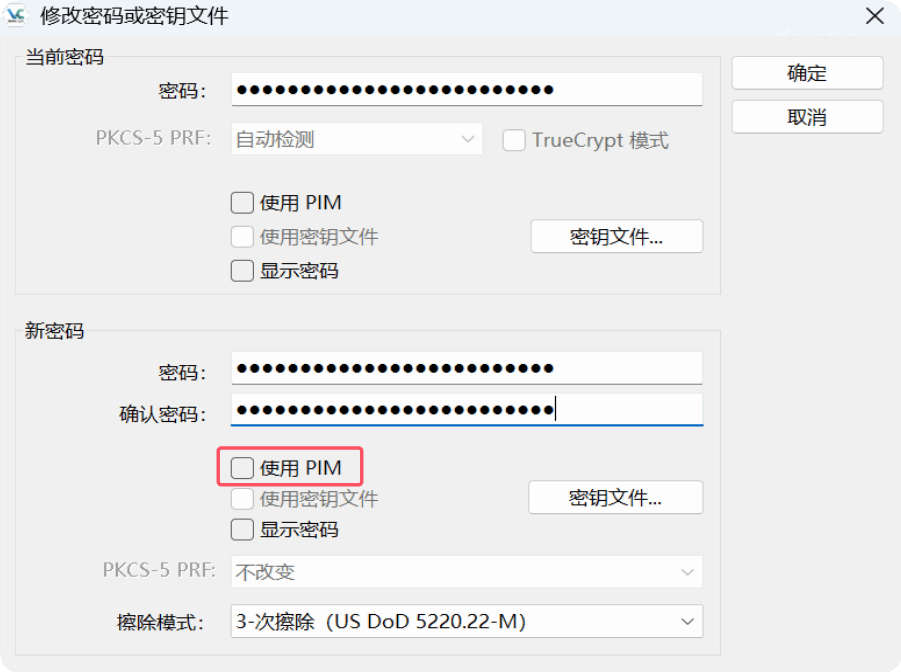 修改密码或密钥文件
当前密码
确定
密码: ●●●●●●●●●●●●●●●●●●●●●●●●●
取消
PKCS-5 PRF: 自动检测 TrueCrypt 模式
使用 PIM
使用密钥文件 密钥文件...
显示密码
新密码
密码: ●●●●●●●●●●●●●●●●●●●●●●●●●
确认密码: ●●●●●●●●●●●●●●●●●●●●●●●●●
使用 PIM
使用密钥文件 密钥文件...
显示密码
PKCS-5 PRF: 不改变
擦除模式: 3-次擦除（US DoD 5220.22-M）